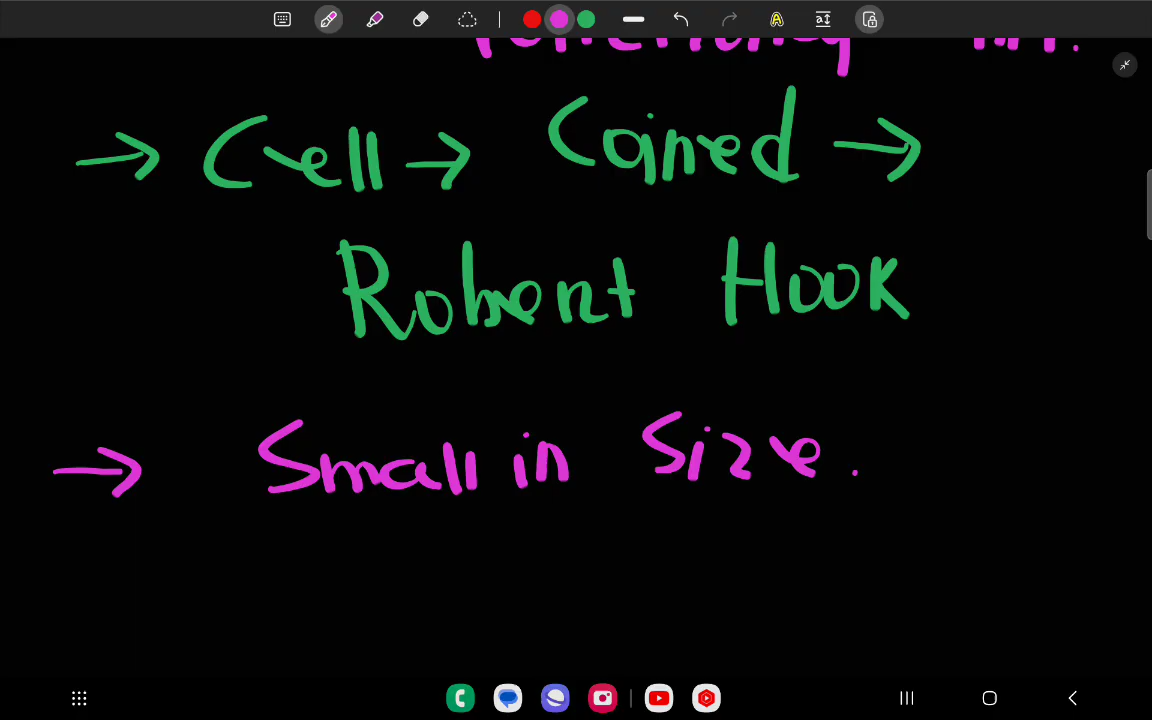 → Cell → Coined →
Robert Hook
→ Small in Size.